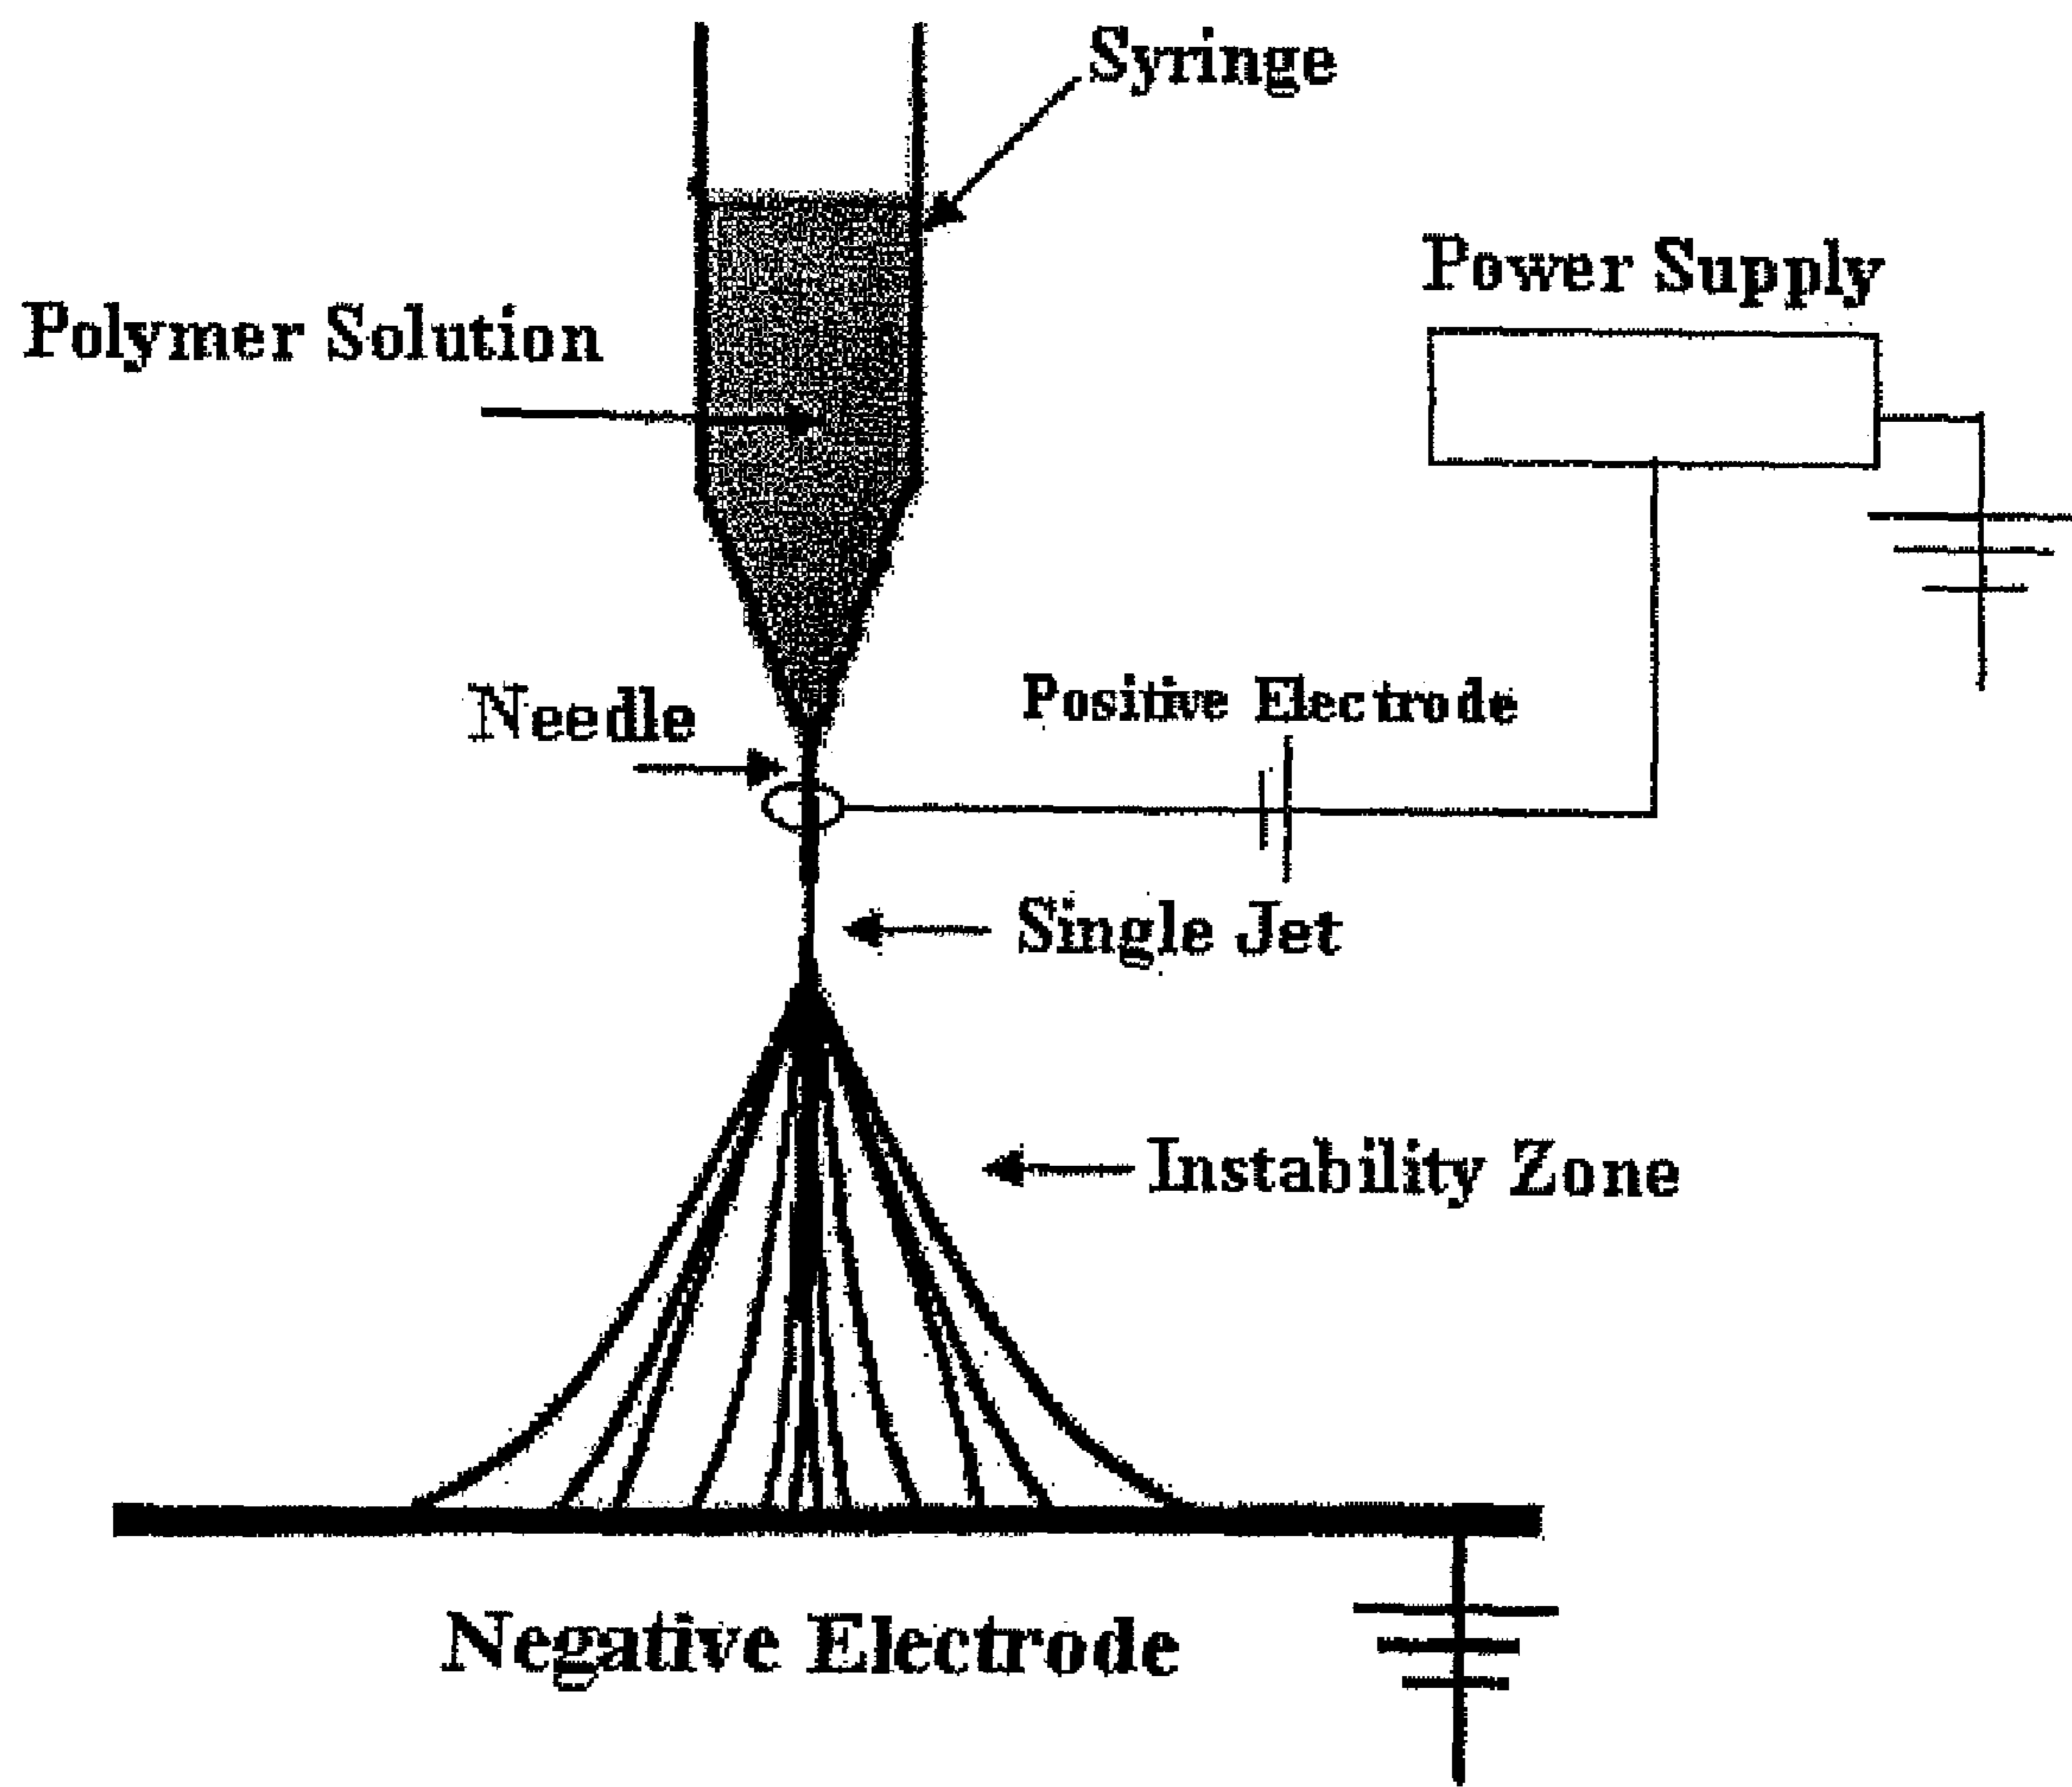 Syringe
Power Supply
Polymer Solution
Needle
Positive Electrode
Single Jet
Instability Zone
Negative Electrode